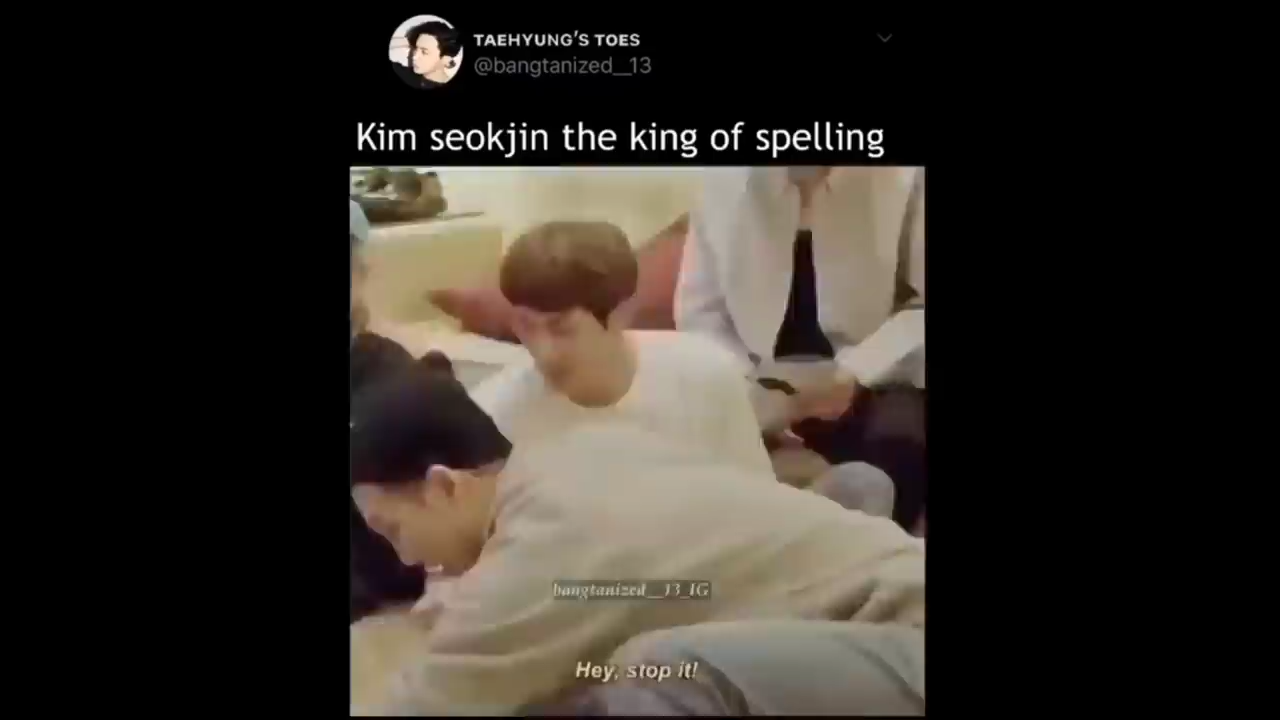 TAEHYUNG'S TOES
@bangtanized__13
Kim seokjin the king of spelling
bangtanized__13_IG
Hey, stop it!